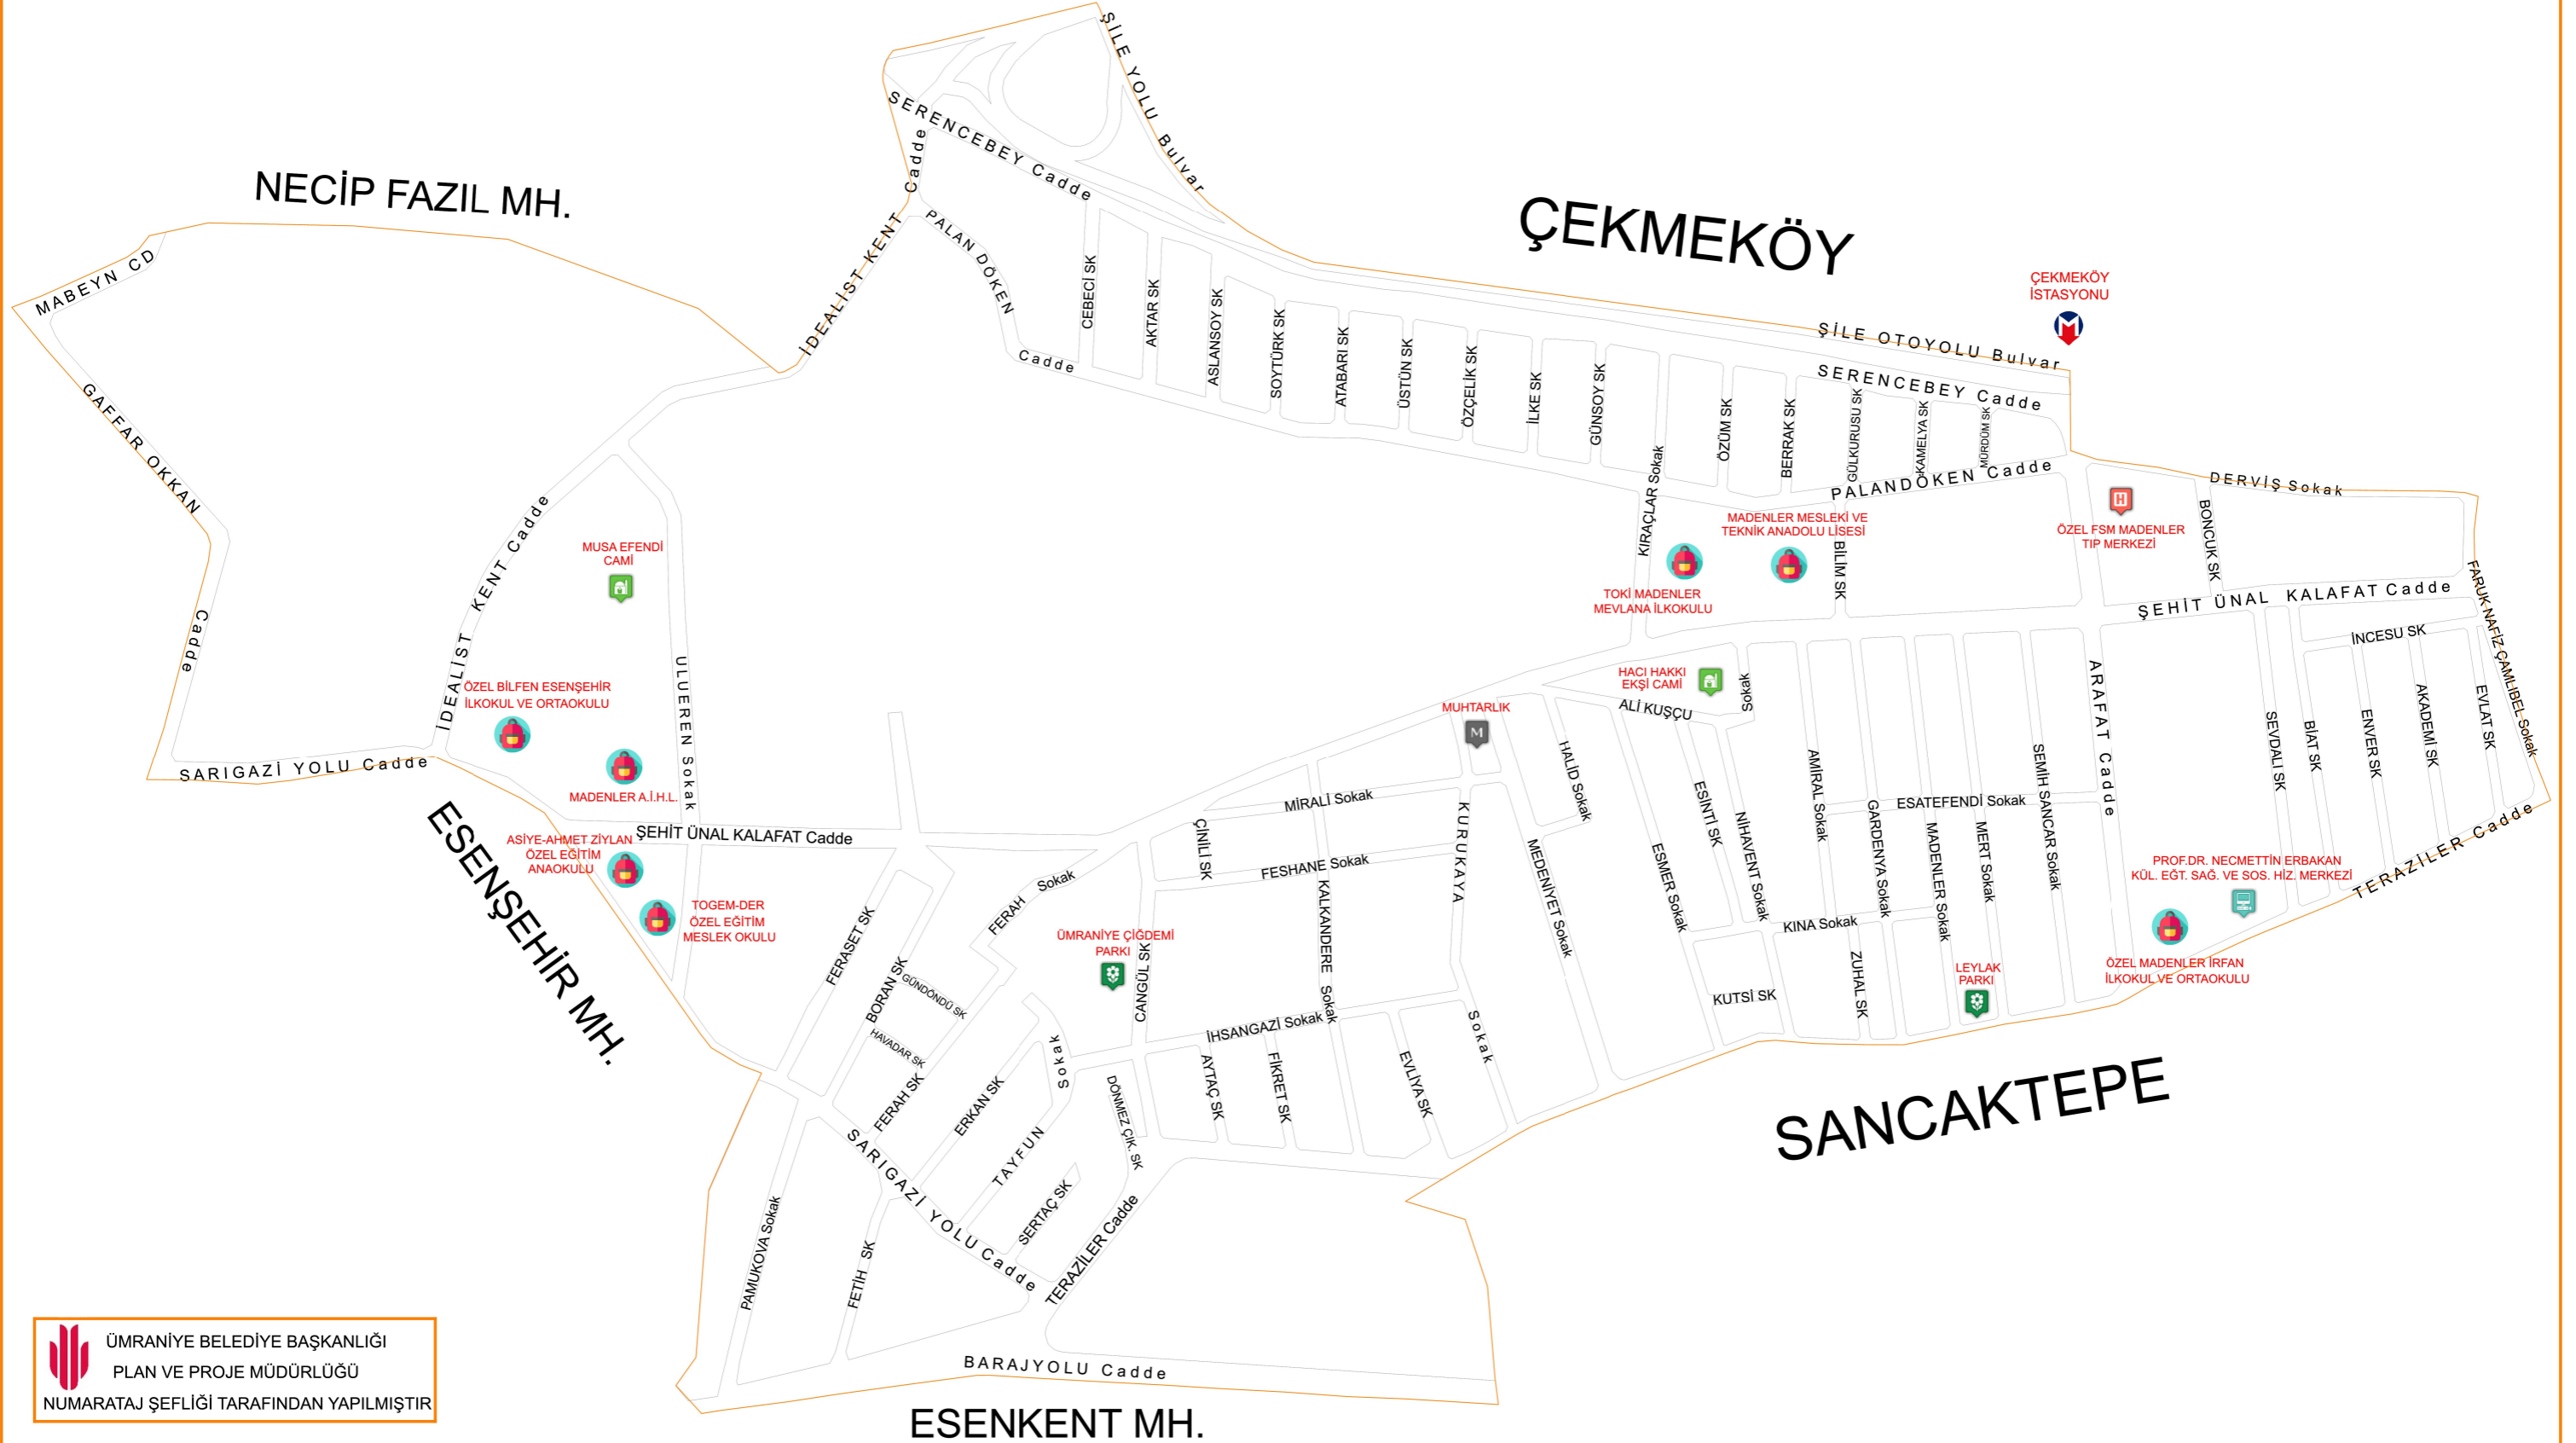 ŞİLE YOLU Bulvar
SERENCEBEY Cadde
NECİP FAZIL MH.
ÇEKMEKÖY
MABEYN CD
İDEALİST KENT Cadde
PALAN DÖKEN Cadde
CEBECİ SK
AKTAR SK
ASLANSOY SK
SOYTÜRK SK
ATABARI SK
ÜSTÜN SK
ÖZÇELİK SK
İLKE SK
GÜNSOY SK
ÇEKMEKÖY
İSTASYONU
ŞİLE OTOYOLU Bulvar
SERENCEBEY Cadde
KIRAÇLAR Sokak
ÖZÜM SK
BERRAK SK
GÜLKURUSU SK
KAMELYA SK
MÜRDÜM SK
PALANDÖKEN Cadde
DERVİŞ Sokak
GAFFAR OKKAN Cadde
İDEALİST KENT Cadde
MUSA EFENDİ
CAMİ
MADENLER MESLEKİ VE
TEKNİK ANADOLU LİSESİ
BİLİM SK
TOKİ MADENLER
MEVLANA İLKOKULU
ÖZEL FSM MADENLER
TIP MERKEZİ
BONCUK SK
ŞEHİT ÜNAL KALAFAT Cadde
FARUK NAFİZ ÇAMLIBEL Sokak
İNCESU SK
ULUEREN Sokak
ÖZEL BİLFEN ESENŞEHİR
İLKOKUL VE ORTAOKULU
MADENLER A.İ.H.L.
SARIGAZİ YOLU Cadde
HACI HAKKI
EKŞİ CAMİ
ALİ KUŞÇU Sokak
MUHTARLIK
M
HALİD Sokak
ARAFAT Cadde
SEVDALI SK
BİAT SK
ENVER SK
AKADEMİ SK
EVLAT SK
ESENŞEHİR MH.
ASİYE-AHMET ZİYLAN
ÖZEL EĞİTİM
ANAOKULU
ŞEHİT ÜNAL KALAFAT Cadde
TOGEM-DER
ÖZEL EĞİTİM
MESLEK OKULU
ÇİNİLİ SK
MİRALİ Sokak
FESHANE Sokak
KALKANDERE Sokak
KURUKAYA Sokak
MEDENİYET Sokak
ESMER Sokak
ESİNTİ SK
NİHAVENT Sokak
AMİRAL Sokak
GARDENYA Sokak
ESATEFENDİ Sokak
MADENLER Sokak
MERT Sokak
SEMİH SANCAR Sokak
KINA Sokak
ZUHAL SK
KUTSİ SK
LEYLAK
PARKI
PROF.DR. NECMETTİN ERBAKAN
KÜL. EĞT. SAĞ. VE SOS. HİZ. MERKEZİ
ÖZEL MADENLER İRFAN
İLKOKUL VE ORTAOKULU
H
TERAZİLER Cadde
FERAH Sokak
FERASET SK
BORAN SK
GÜNDÖNDÜ SK
HAVADAR SK
FERAH SK
ERKAN SK
ÜMRANİYE ÇİĞDEMİ
PARKI
CANGÜL SK
İHSANGAZİ Sokak
AYTAÇ SK
FİKRET SK
EVLİYA SK
DÖNMEZ ÇIK. SK
TAYFUN Sokak
SERTAÇ SK
SARIGAZİ YOLU Cadde
TERAZİLER Cadde
PAMUKOVA Sokak
FETİH SK
SANCAKTEPE
BARAJYOLU Cadde
ESENKENT MH.
ÜMRANİYE BELEDİYE BAŞKANLIĞI
PLAN VE PROJE MÜDÜRLÜĞÜ
NUMARATAJ ŞEFLİĞİ TARAFINDAN YAPILMIŞTIR